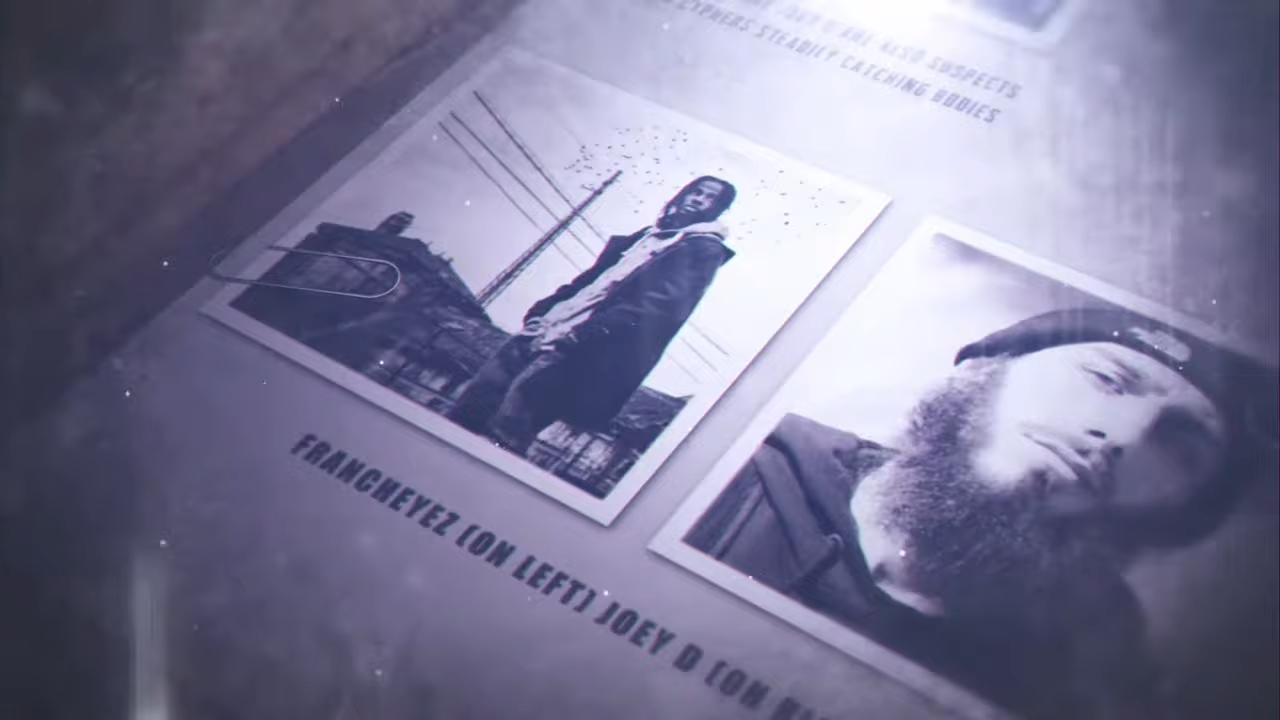 ARE ALSO SUSPECTS
CYPHERS STEADILY CATCHING BODIES
FRANCHEYEZ (ON LEFT) JOEY D (ON